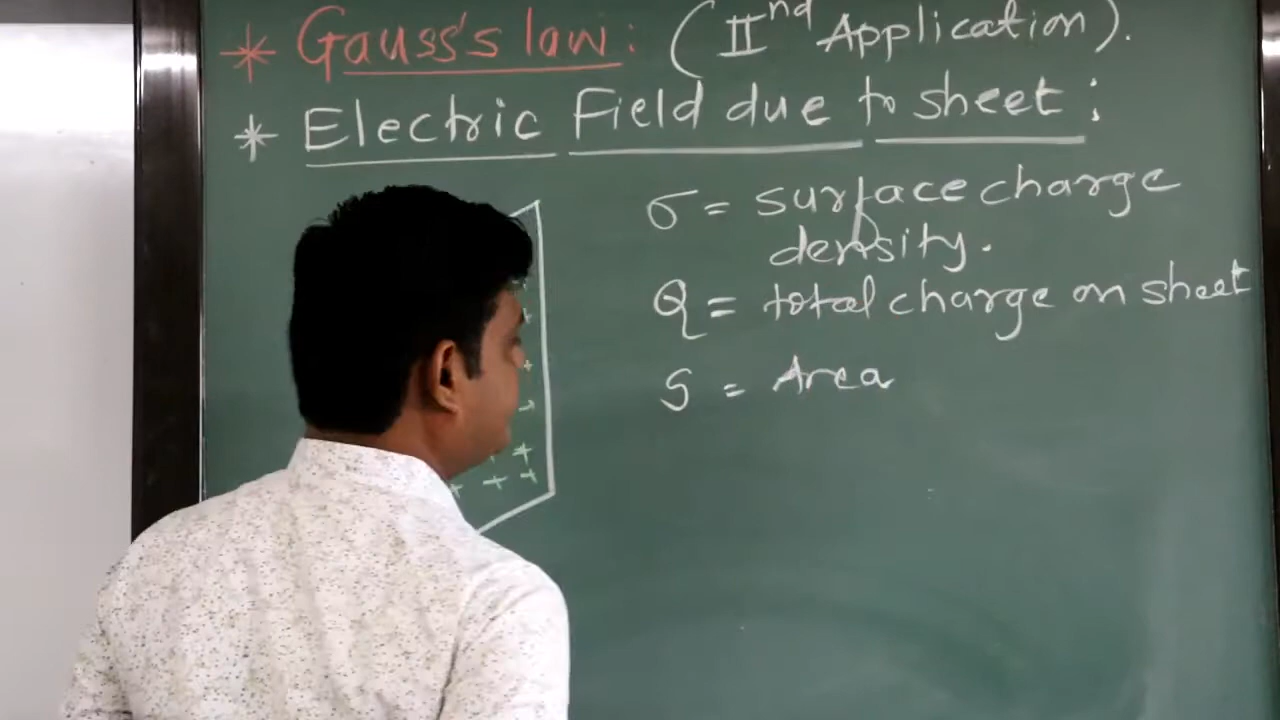 * Gauss's law: (IInd Application).
* Electric Field due to sheet:
σ = surface charge
density.
Q = total charge on sheet
S = Area
+
+
+
+
+ +
+ + +